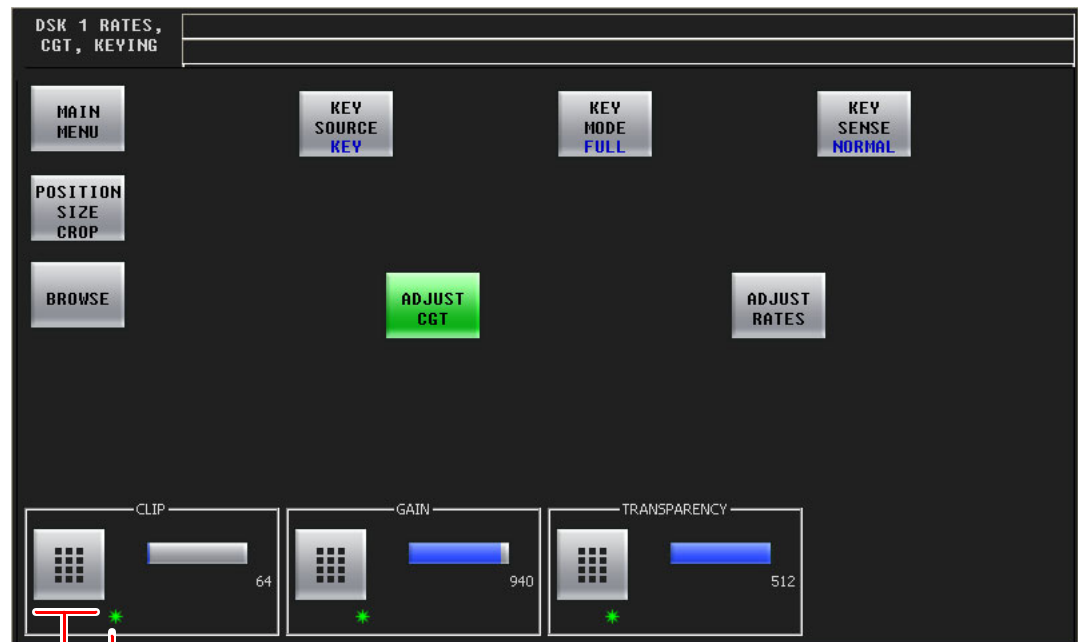 DSK 1 RATES,
CGT, KEYING
MAIN
MENU
KEY
SOURCE
KEY
KEY
MODE
FULL
KEY
SENSE
NORMAL
POSITION
SIZE
CROP
BROWSE
ADJUST
CGT
ADJUST
RATES
CLIP
64
GAIN
940
TRANSPARENCY
512